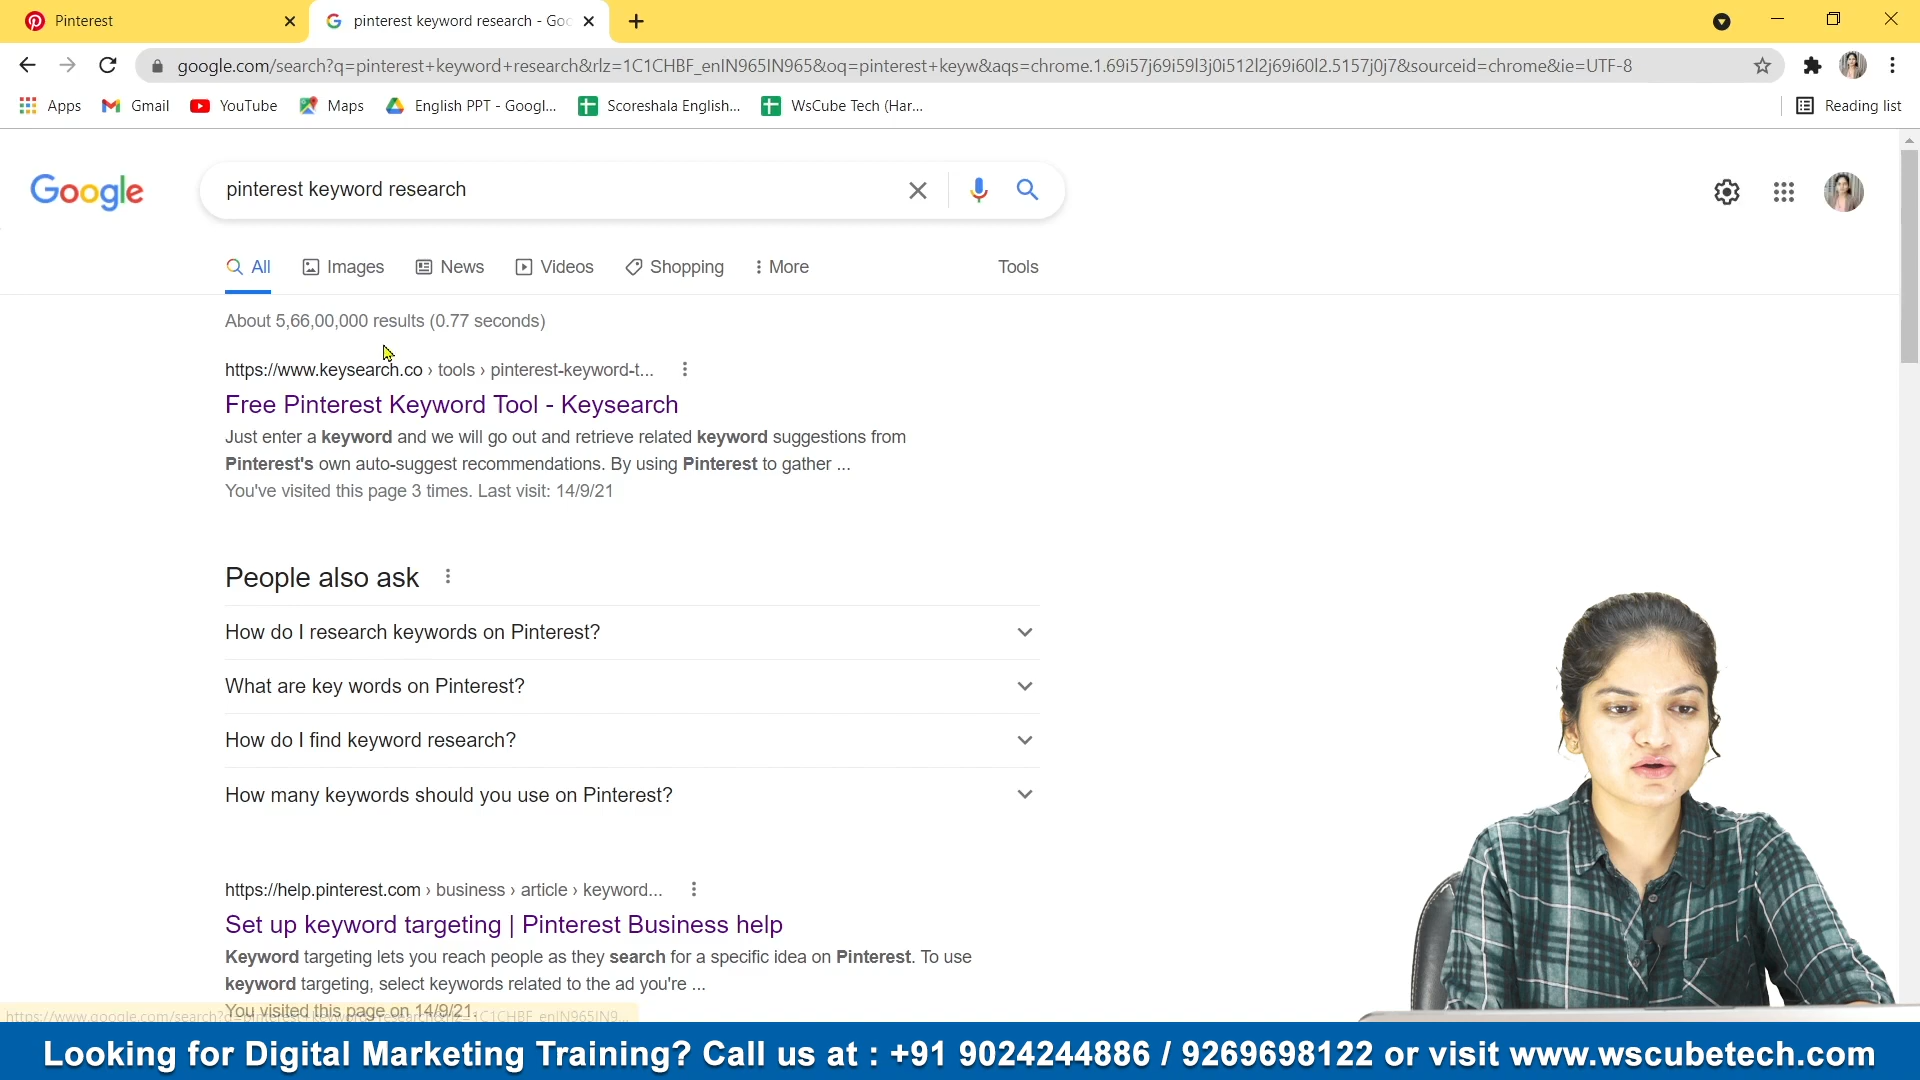 Pinterest
pinterest keyword research - Goo
google.com/search?q=pinterest+keyword+research&rlz=1C1CHBF_enIN965IN965&oq=pinterest+keyw&aqs=chrome.1.69i57j69i59l3j0i512l2j69i60l2.5157j0j7&sourceid=chrome&ie=UTF-8
Apps Gmail YouTube Maps English PPT - Googl... Scoreshala English... WsCube Tech (Har... Reading list
Google
pinterest keyword research
All Images News Videos Shopping More Tools
About 5,66,00,000 results (0.77 seconds)
https://www.keysearch.co › tools › pinterest-keyword-t...
Free Pinterest Keyword Tool - Keysearch
Just enter a keyword and we will go out and retrieve related keyword suggestions from
Pinterest's own auto-suggest recommendations. By using Pinterest to gather ...
You've visited this page 3 times. Last visit: 14/9/21
People also ask
How do I research keywords on Pinterest?
What are key words on Pinterest?
How do I find keyword research?
How many keywords should you use on Pinterest?
https://help.pinterest.com › business › article › keyword...
Set up keyword targeting | Pinterest Business help
Keyword targeting lets you reach people as they search for a specific idea on Pinterest. To use
keyword targeting, select keywords related to the ad you're ...
You visited this page on 14/9/21.
Looking for Digital Marketing Training? Call us at : +91 9024244886 / 9269698122 or visit www.wscubetech.com